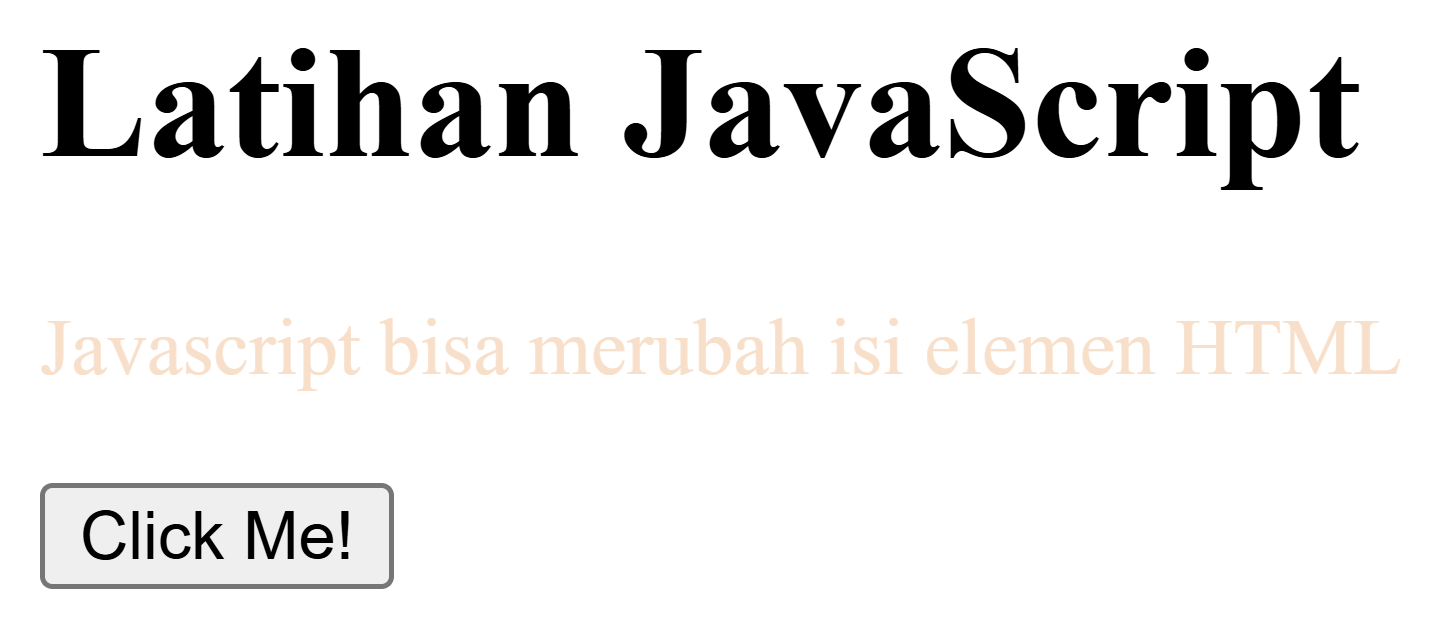 Latihan JavaScript
Javascript bisa merubah isi elemen HTML
Click Me!